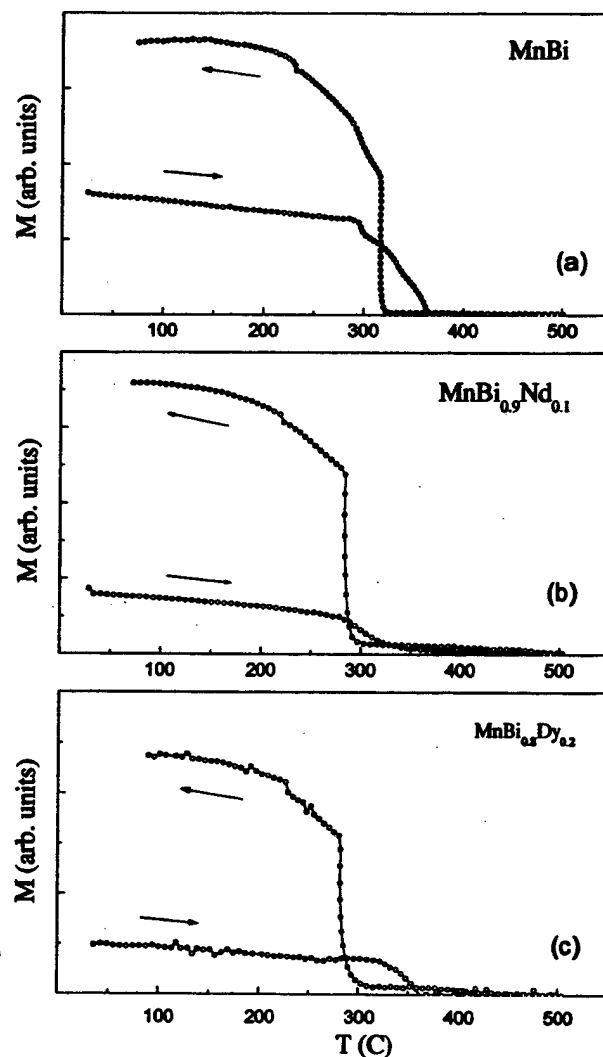 MnBi
M (arb. units)
(a)
100 200 300 400 500
MnBi₀.₉Nd₀.₁
M (arb. units)
(b)
100 200 300 400 500
MnBi₀.₈Dy₀.₂
M (arb. units)
(c)
100 200 300 400 500
T (C)